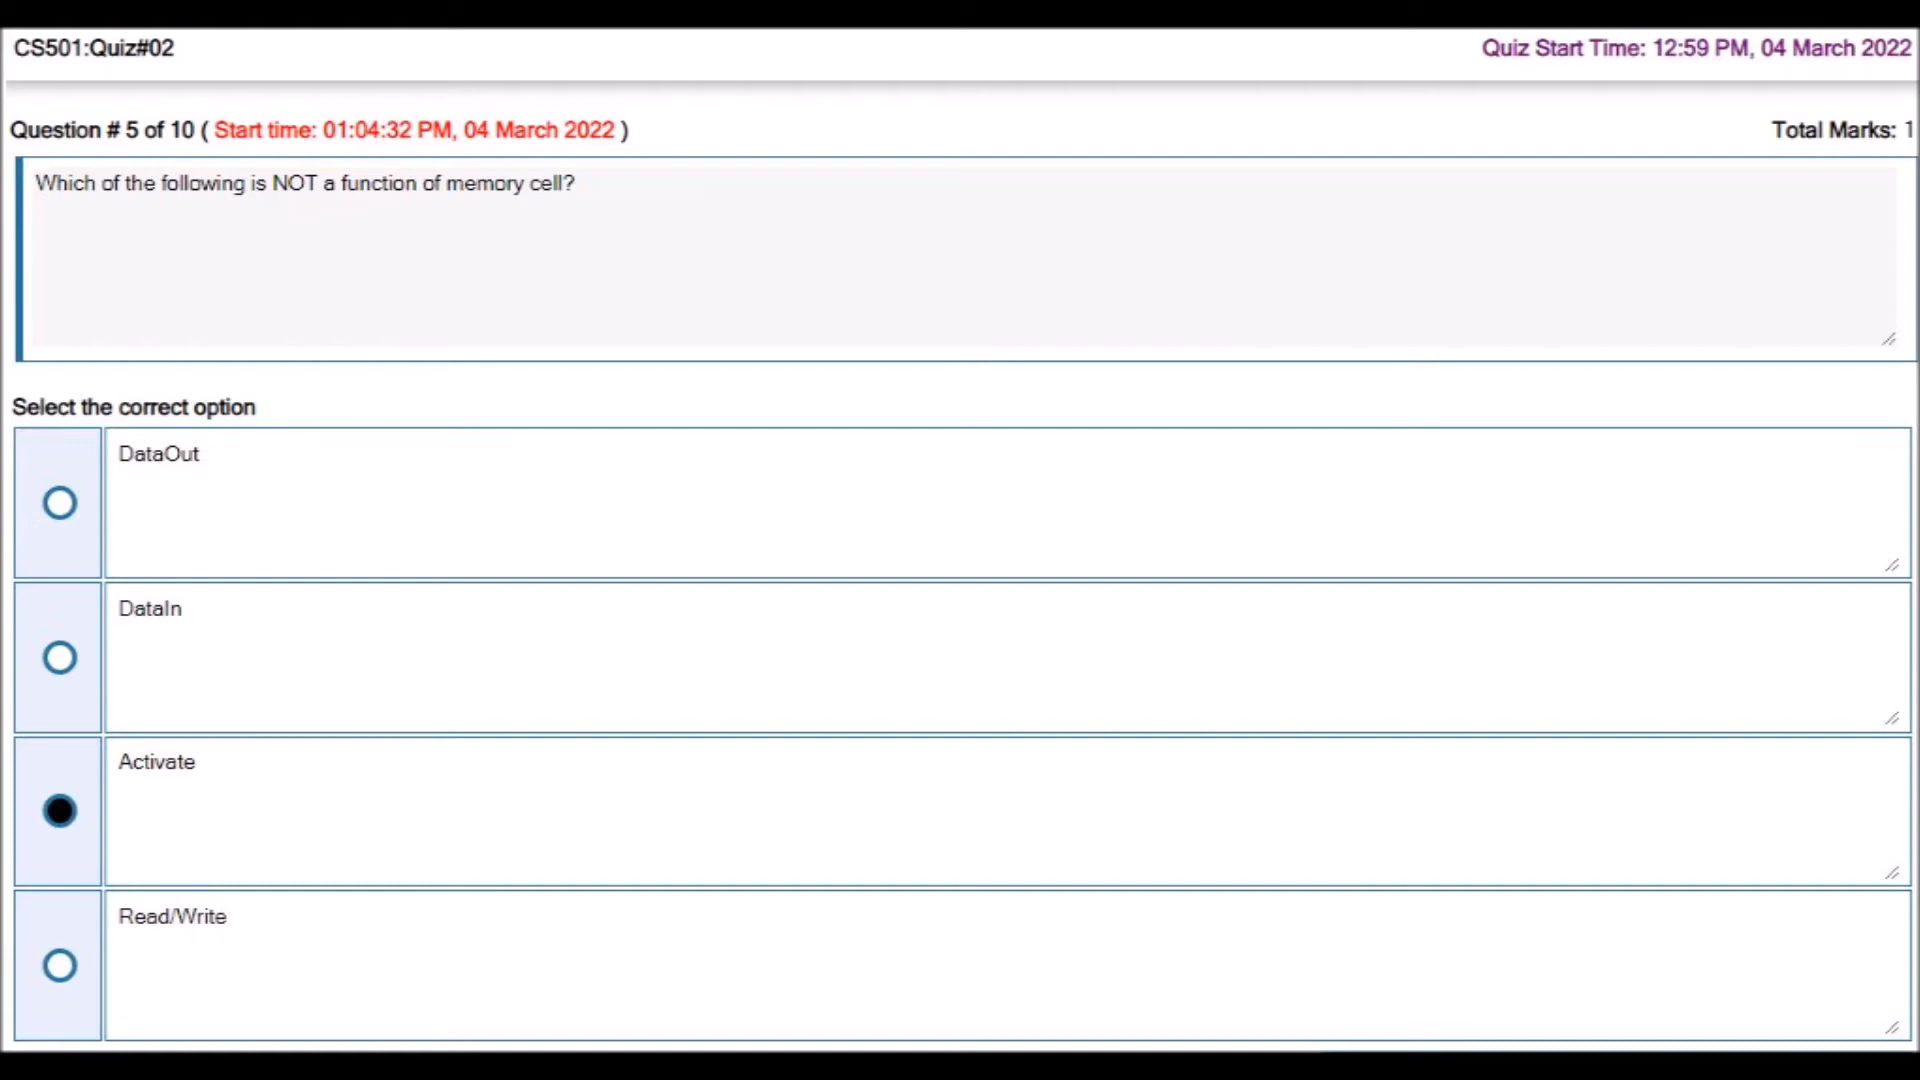 CS501:Quiz#02
Quiz Start Time: 12:59 PM, 04 March 2022
Question # 5 of 10 ( Start time: 01:04:32 PM, 04 March 2022 )
Total Marks: 1
Which of the following is NOT a function of memory cell?
Select the correct option
DataOut
DataIn
Activate
Read/Write